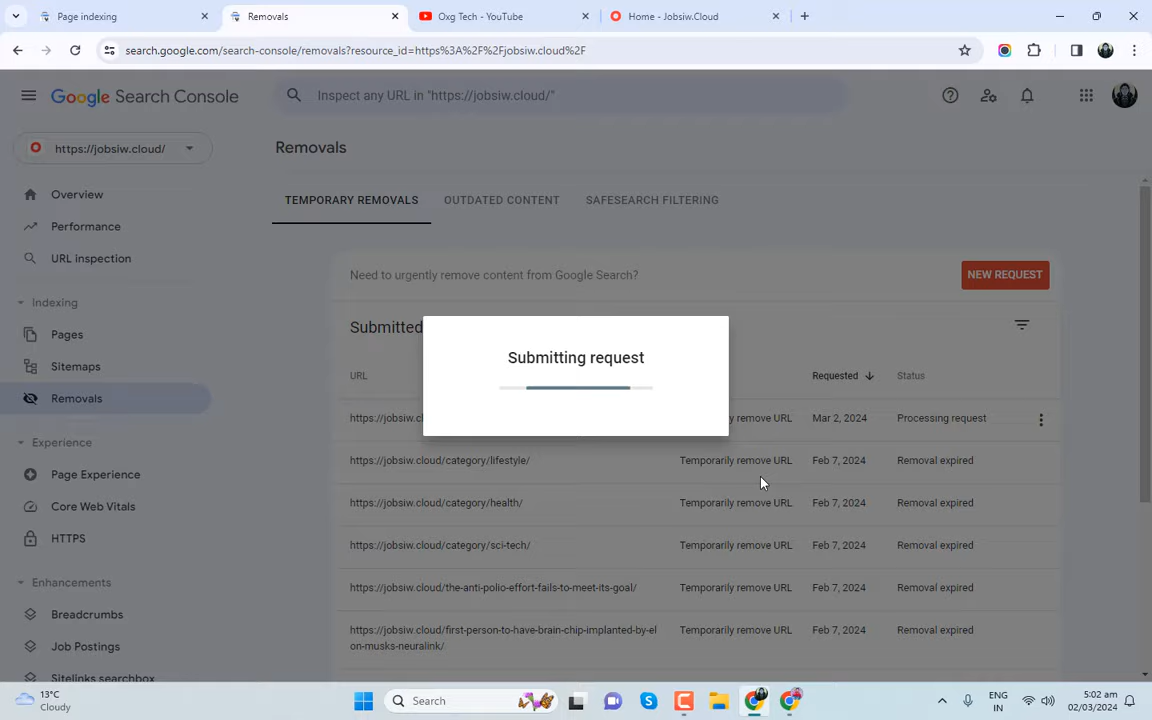 Page indexing
Removals
Oxg Tech - YouTube
Home - Jobsiw.Cloud
search.google.com/search-console/removals?resource_id=https%3A%2F%2Fjobsiw.cloud%2F
Google Search Console
Inspect any URL in "https://jobsiw.cloud/"
https://jobsiw.cloud/
Removals
Overview
Performance
URL inspection
Indexing
Pages
Sitemaps
Removals
Experience
Page Experience
Core Web Vitals
HTTPS
Enhancements
Breadcrumbs
Job Postings
Sitelinks searchbox
TEMPORARY REMOVALS
OUTDATED CONTENT
SAFESEARCH FILTERING
Need to urgently remove content from Google Search?
NEW REQUEST
Submitted
Submitting request
URL
Requested
Status
https://jobsiw.cl
ily remove URL
Mar 2, 2024
Processing request
https://jobsiw.cloud/category/lifestyle/
Temporarily remove URL
Feb 7, 2024
Removal expired
https://jobsiw.cloud/category/health/
Temporarily remove URL
Feb 7, 2024
Removal expired
https://jobsiw.cloud/category/sci-tech/
Temporarily remove URL
Feb 7, 2024
Removal expired
https://jobsiw.cloud/the-anti-polio-effort-fails-to-meet-its-goal/
Temporarily remove URL
Feb 7, 2024
Removal expired
https://jobsiw.cloud/first-person-to-have-brain-chip-implanted-by-el
on-musks-neuralink/
Temporarily remove URL
Feb 7, 2024
Removal expired
13°C
Cloudy
Search
ENG
IN
5:02 am
02/03/2024